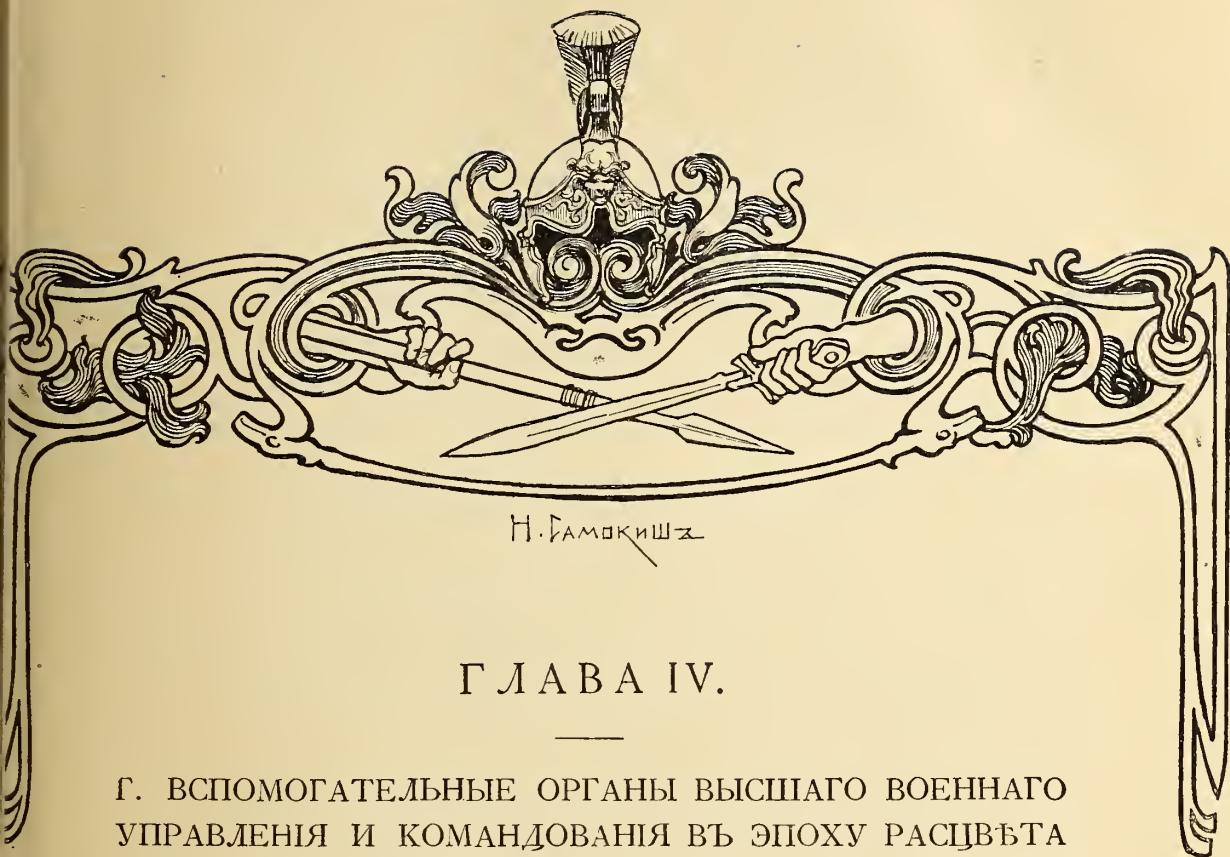 Н. Самокишъ
ГЛАВА IV.
Г. ВСПОМОГАТЕЛЬНЫЕ ОРГАНЫ ВЫСШАГО ВОЕННАГО
УПРАВЛЕНІЯ И КОМАНДОВАНІЯ ВЪ ЭПОХУ РАСЦВѢТА